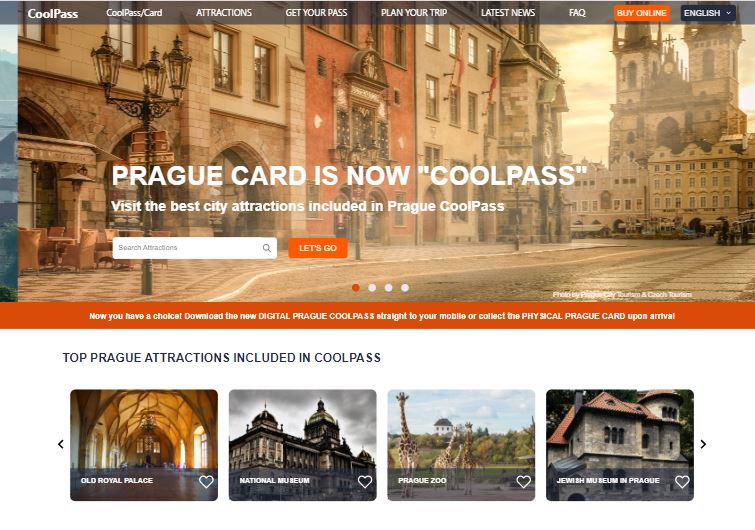 CoolPass
CoolPass/Card
ATTRACTIONS
GET YOUR PASS
PLAN YOUR TRIP
LATEST NEWS
FAQ
BUY ONLINE
ENGLISH
PRAGUE CARD IS NOW "COOLPASS"
Visit the best city attractions included in Prague CoolPass
Search Attractions
LET'S GO
Photo by Prague City Tourism & Czech Tourism
Now you have a choice! Download the new DIGITAL PRAGUE COOLPASS straight to your mobile or collect the PHYSICAL PRAGUE CARD upon arrival
TOP PRAGUE ATTRACTIONS INCLUDED IN COOLPASS
OLD ROYAL PALACE
NATIONAL MUSEUM
PRAGUE ZOO
JEWISH MUSEUM IN PRAGUE